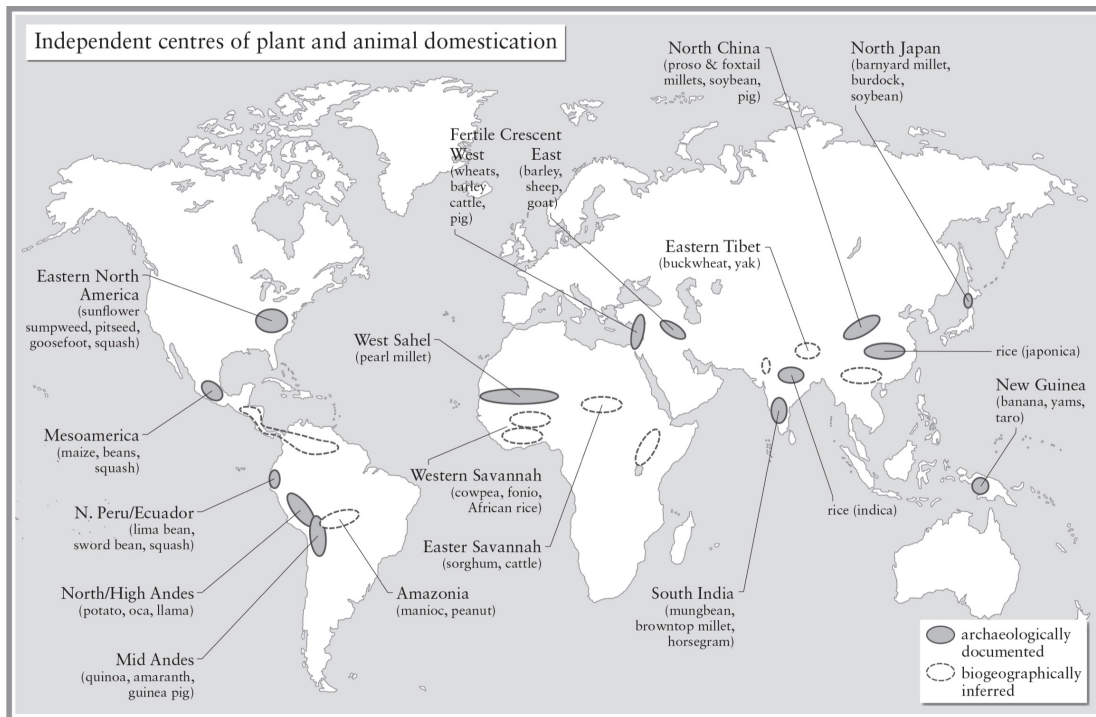 Independent centres of plant and animal domestication
North China
(proso & foxtail
millets, soybean,
pig)
North Japan
(barnyard millet,
burdock,
soybean)
Fertile Crescent
West
(wheats,
barley
cattle,
pig)
East
(barley,
sheep,
goat)
Eastern Tibet
(buckwheat, yak)
Eastern North
America
(sunflower
sumpweed, pitseed,
goosefoot, squash)
West Sahel
(pearl millet)
rice (japonica)
New Guinea
(banana, yams,
taro)
Mesoamerica
(maize, beans,
squash)
Western Savannah
(cowpea, fonio,
African rice)
N. Peru/Ecuador
(lima bean,
sword bean, squash)
rice (indica)
Easter Savannah
(sorghum, cattle)
North/High Andes
(potato, oca, llama)
Amazonia
(manioc, peanut)
South India
(mungbean,
browntop millet,
horsegram)
Mid Andes
(quinoa, amaranth,
guinea pig)
archaeologically
documented
biogeographically
inferred